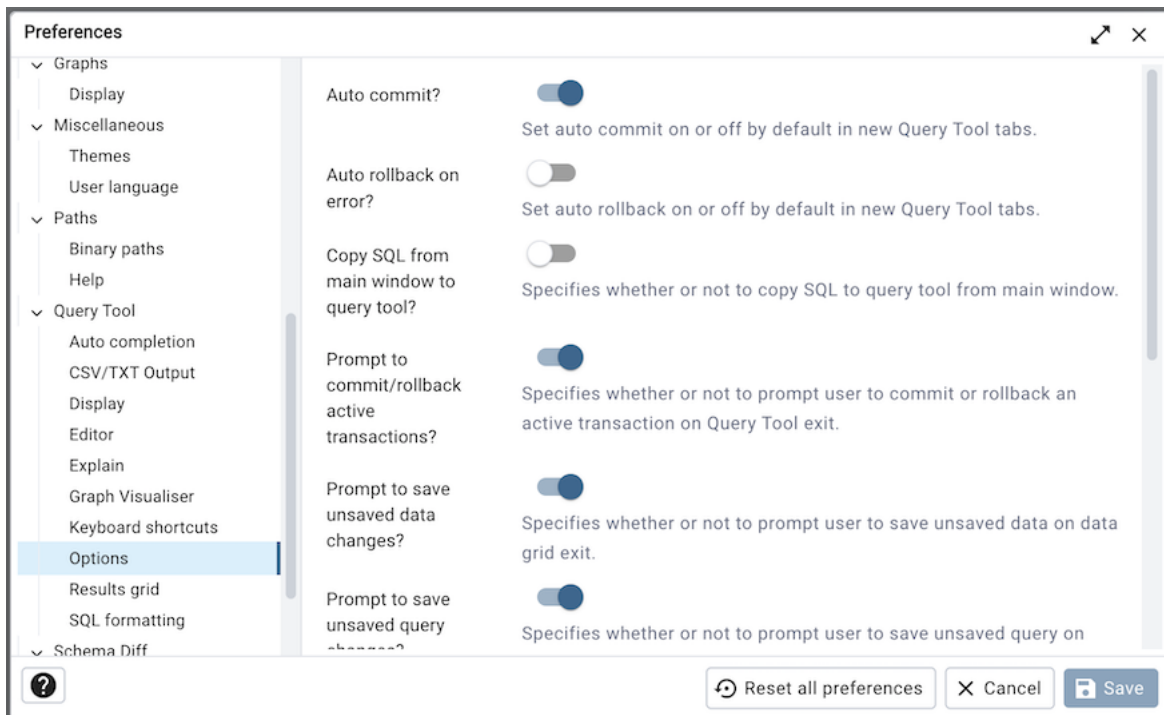 Preferences
Graphs
Display
Miscellaneous
Themes
User language
Paths
Binary paths
Help
Query Tool
Auto completion
CSV/TXT Output
Display
Editor
Explain
Graph Visualiser
Keyboard shortcuts
Options
Results grid
SQL formatting
Schema Diff
Auto commit?
Set auto commit on or off by default in new Query Tool tabs.
Auto rollback on
error?
Set auto rollback on or off by default in new Query Tool tabs.
Copy SQL from
main window to
query tool?
Specifies whether or not to copy SQL to query tool from main window.
Prompt to
commit/rollback
active
transactions?
Specifies whether or not to prompt user to commit or rollback an
active transaction on Query Tool exit.
Prompt to save
unsaved data
changes?
Specifies whether or not to prompt user to save unsaved data on data
grid exit.
Prompt to save
unsaved query
changes?
Specifies whether or not to prompt user to save unsaved query on
?
Reset all preferences
Cancel
Save